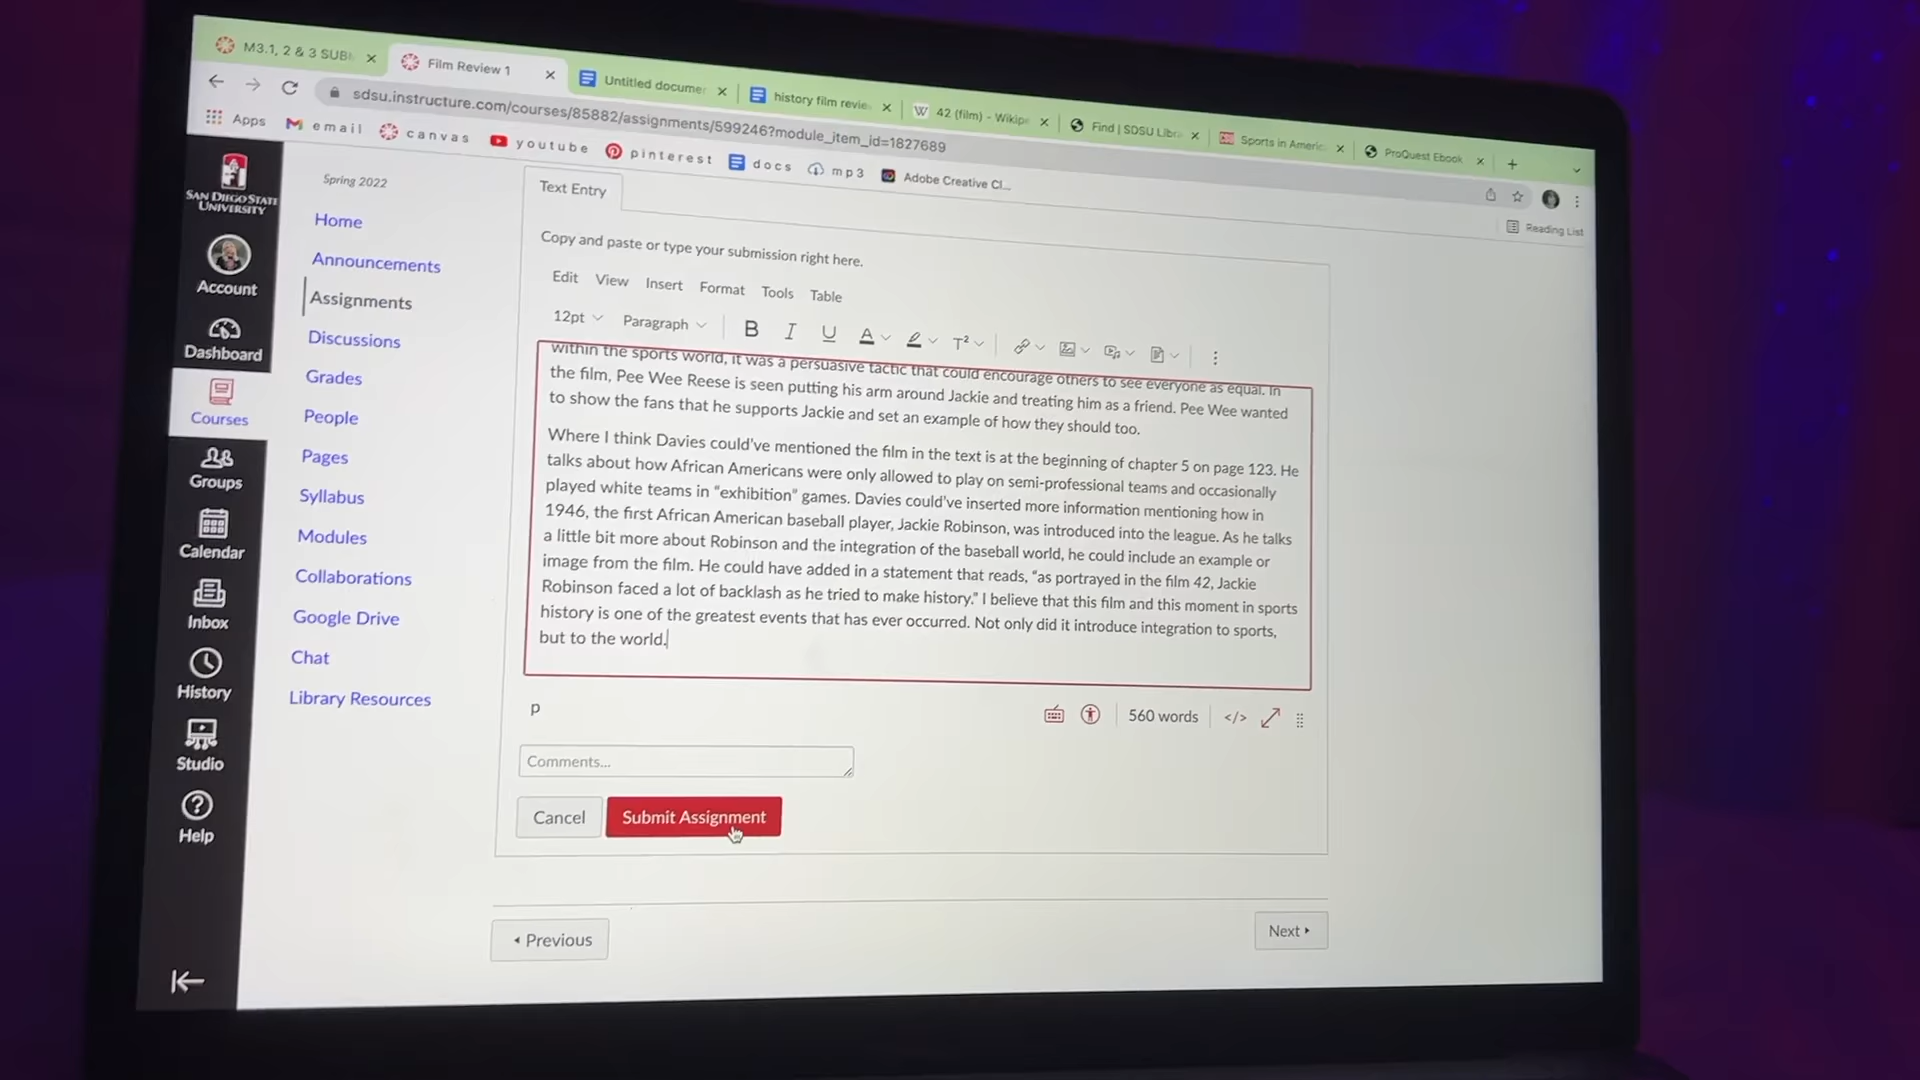 M3.1, 2 & 3 SUB
Film Review 1
Untitled documen
history film revie
42 (film) - Wikip
Find | SDSU Libr
Sports in Americ
ProQuest Ebook
sdsu.instructure.com/courses/85882/assignments/599246?module_item_id=1827689
Apps
email
canvas
youtube
pinterest
docs
mp3
Adobe Creative Cl...
Reading List
SAN DIEGO STATE
UNIVERSITY
Account
Dashboard
Courses
Groups
Calendar
Inbox
History
Studio
Help
Spring 2022
Home
Announcements
Assignments
Discussions
Grades
People
Pages
Syllabus
Modules
Collaborations
Google Drive
Chat
Library Resources
Text Entry
Copy and paste or type your submission right here.
Edit View Insert Format Tools Table
12pt Paragraph B I U A T²
within the sports world, it was a persuasive tactic that could encourage others to see everyone as equal. In
the film, Pee Wee Reese is seen putting his arm around Jackie and treating him as a friend. Pee Wee wanted
to show the fans that he supports Jackie and set an example of how they should too.
Where I think Davies could've mentioned the film in the text is at the beginning of chapter 5 on page 123. He
talks about how African Americans were only allowed to play on semi-professional teams and occasionally
played white teams in "exhibition" games. Davies could've inserted more information mentioning how in
1946, the first African American baseball player, Jackie Robinson, was introduced into the league. As he talks
a little bit more about Robinson and the integration of the baseball world, he could include an example or
image from the film. He could have added in a statement that reads, "as portrayed in the film 42, Jackie
Robinson faced a lot of backlash as he tried to make history." I believe that this film and this moment in sports
history is one of the greatest events that has ever occurred. Not only did it introduce integration to sports,
but to the world.
p
560 words
</>
Comments...
Cancel
Submit Assignment
Previous
Next